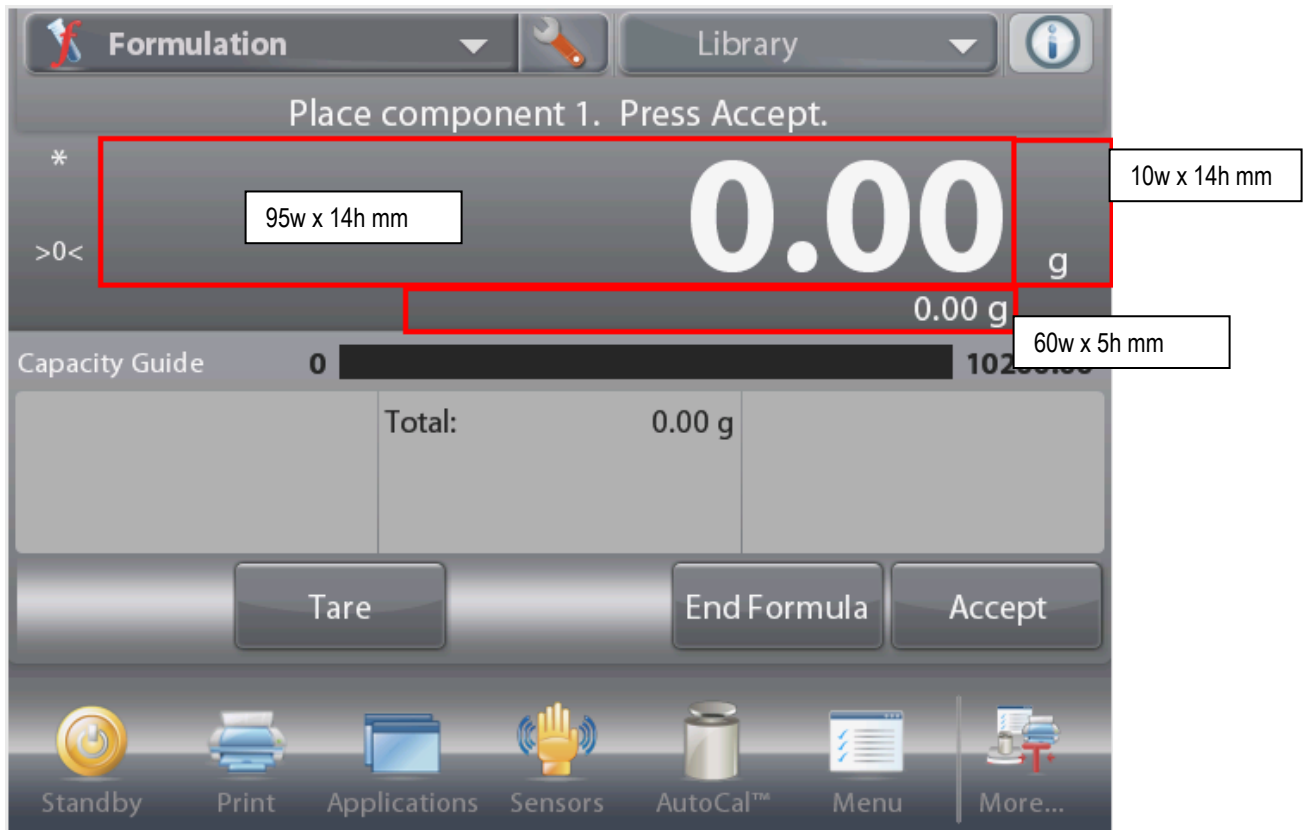 Formulation
Library
Place component 1. Press Accept.
*
10w x 14h mm
95w x 14h mm
0.00
>0<
g
0.00 g
60w x 5h mm
Capacity Guide 0
Total: 0.00 g
Tare
End Formula
Accept
Standby Print Applications Sensors AutoCal™ Menu More...